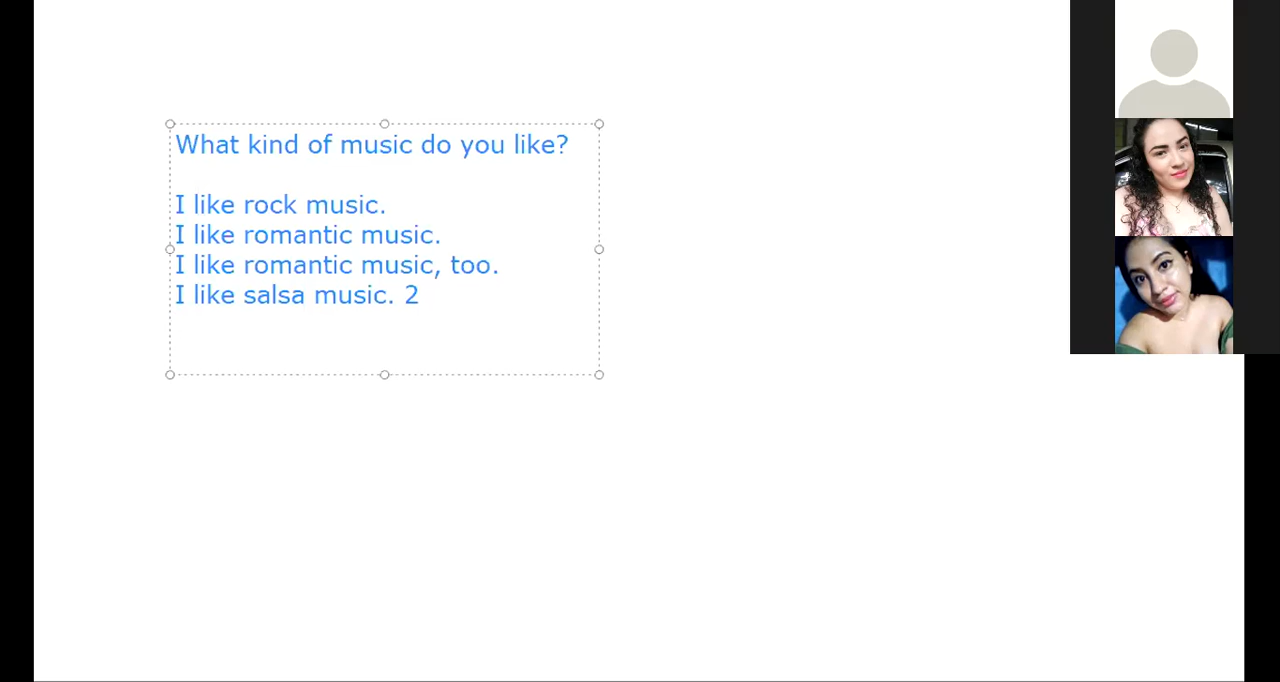 What kind of music do you like?
I like rock music.
I like romantic music.
I like romantic music, too.
I like salsa music. 2